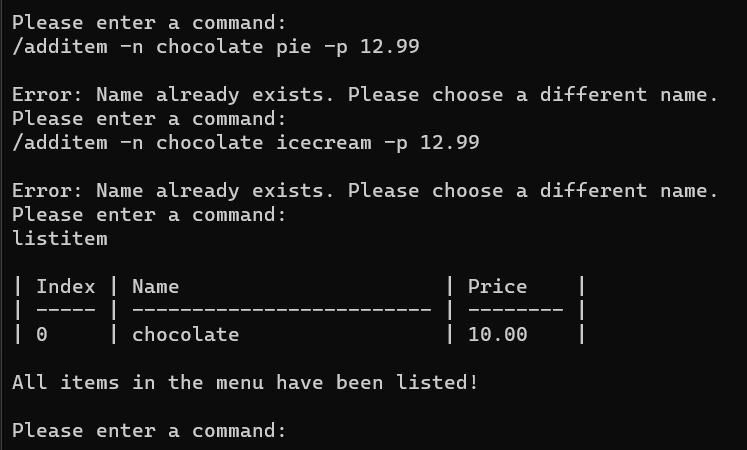 Please enter a command:
/additem -n chocolate pie -p 12.99
Error: Name already exists. Please choose a different name.
Please enter a command:
/additem -n chocolate icecream -p 12.99
Error: Name already exists. Please choose a different name.
Please enter a command:
listitem
| Index | Name                      | Price    |
| ----- | ------------------------- | -------- |
| 0     | chocolate                 | 10.00    |
All items in the menu have been listed!
Please enter a command: